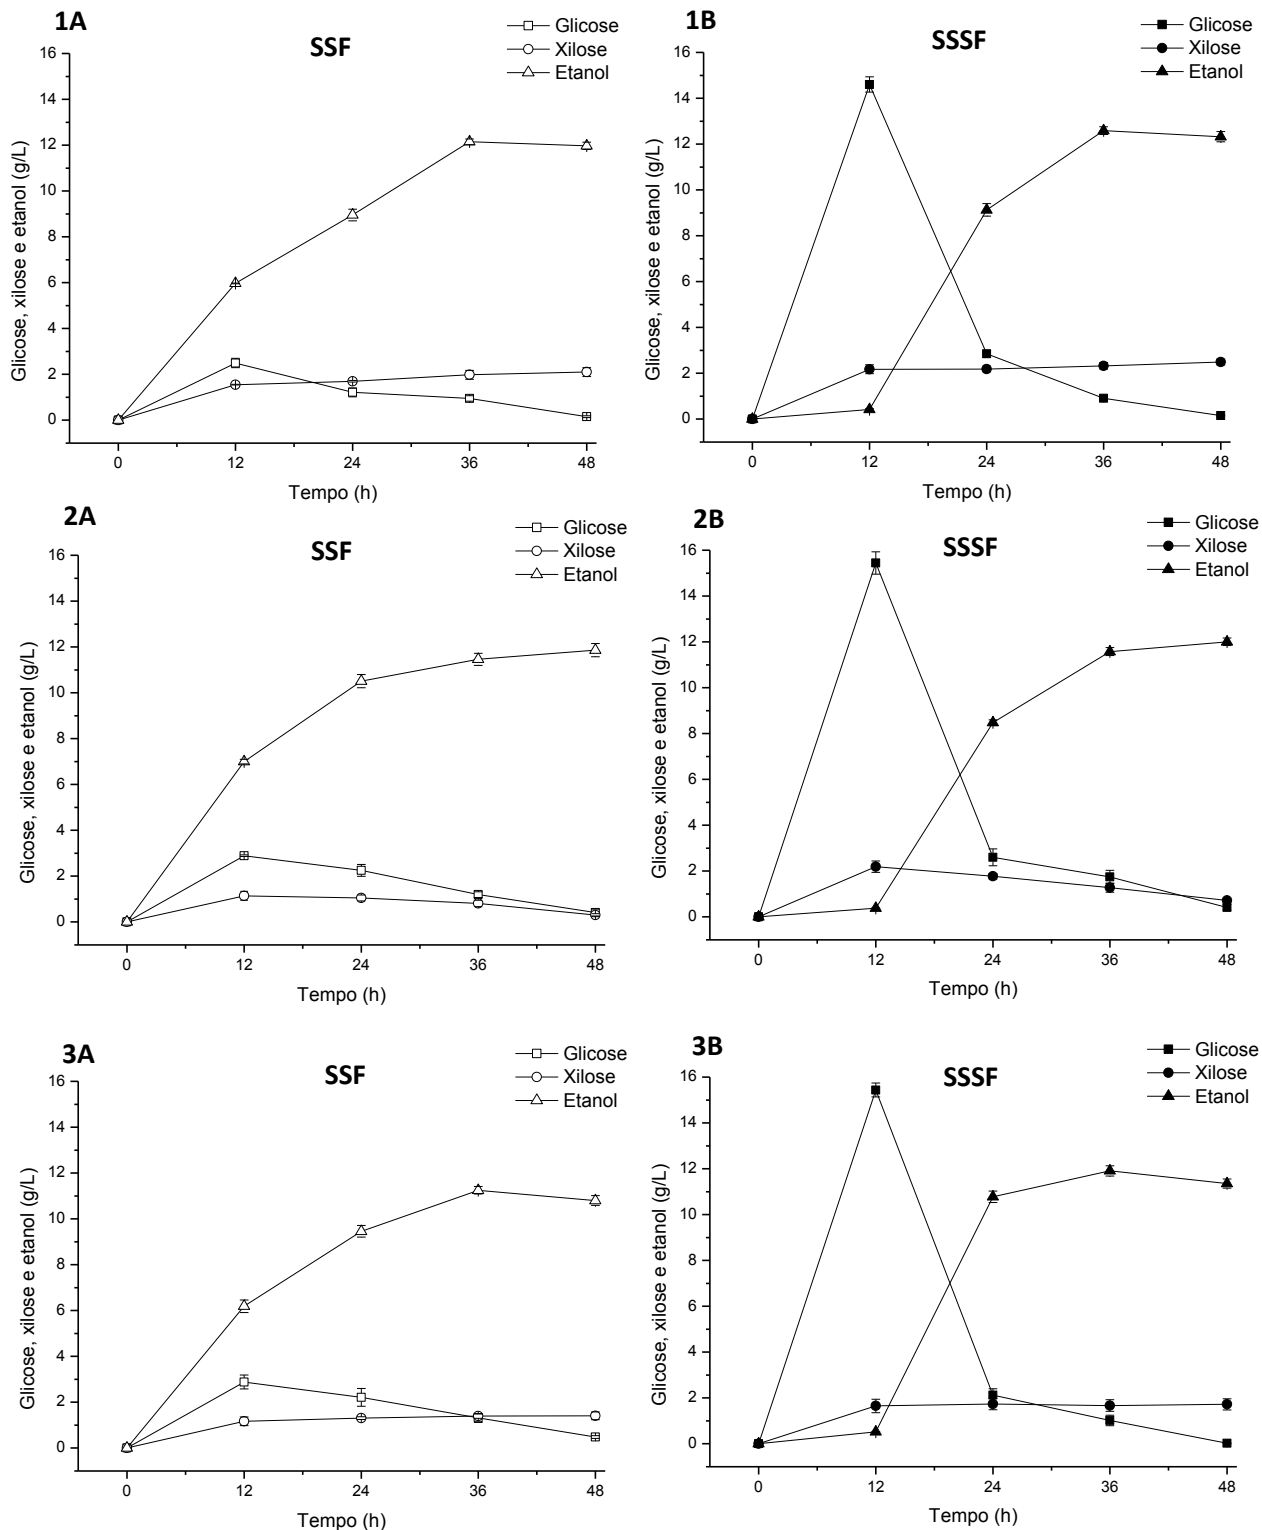 1A
SSF
Glicose
Xilose
Etanol
Glicose, xilose e etanol (g/L)
16
14
12
10
8
6
4
2
0
0 12 24 36 48
Tempo (h)
1B
SSSF
Glicose
Xilose
Etanol
Glicose, xilose e etanol (g/L)
16
14
12
10
8
6
4
2
0
0 12 24 36 48
Tempo (h)
2A
SSF
Glicose
Xilose
Etanol
Glicose, xilose e etanol (g/L)
16
14
12
10
8
6
4
2
0
0 12 24 36 48
Tempo (h)
2B
SSSF
Glicose
Xilose
Etanol
Glicose, xilose e etanol (g/L)
16
14
12
10
8
6
4
2
0
0 12 24 36 48
Tempo (h)
3A
SSF
Glicose
Xilose
Etanol
Glicose, xilose e etanol (g/L)
16
14
12
10
8
6
4
2
0
0 12 24 36 48
Tempo (h)
3B
SSSF
Glicose
Xilose
Etanol
Glicose, xilose e etanol (g/L)
16
14
12
10
8
6
4
2
0
0 12 24 36 48
Tempo (h)